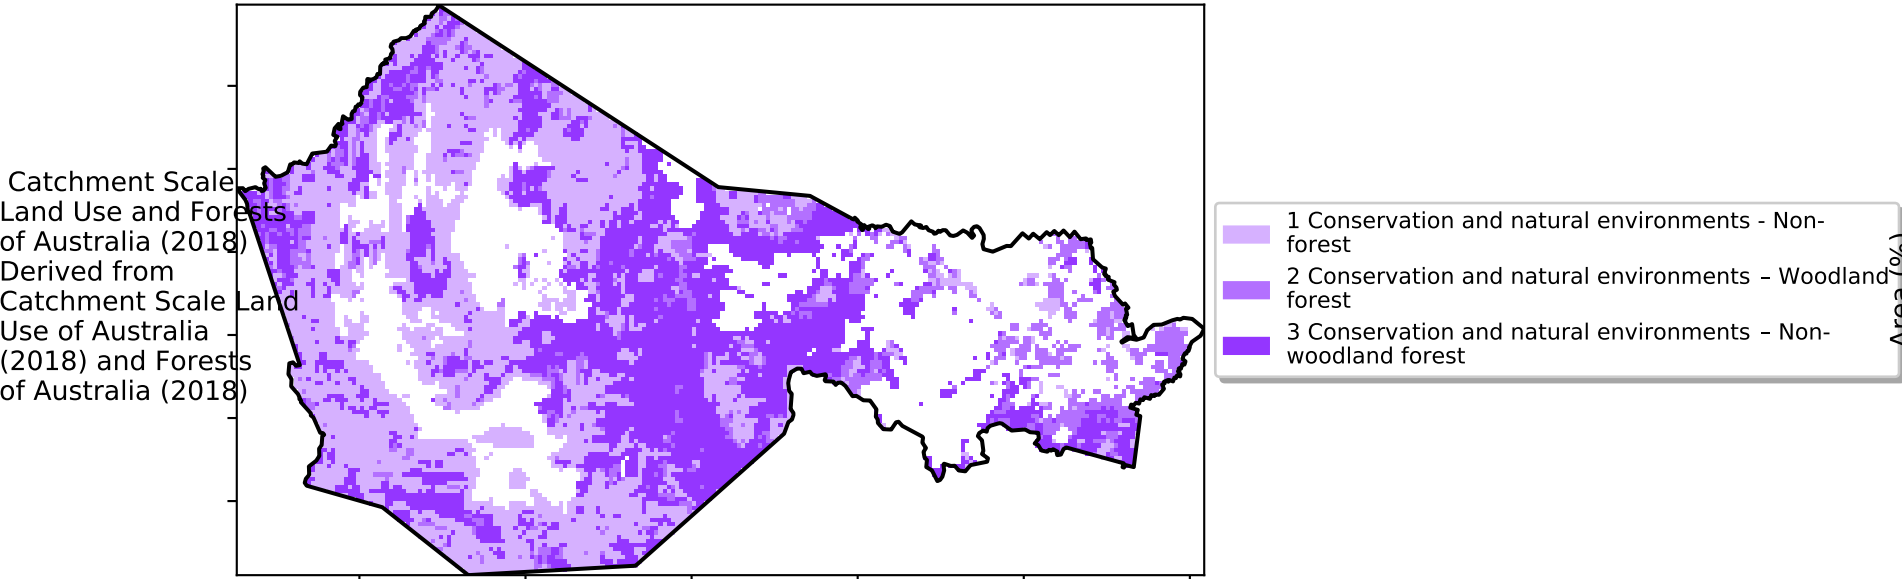 Catchment Scale
Land Use and Forests
of Australia (2018)
Derived from
Catchment Scale Land
Use of Australia
(2018) and Forests
of Australia (2018)
1 Conservation and natural environments - Non-
forest
2 Conservation and natural environments – Woodland
forest
3 Conservation and natural environments – Non-
woodland forest